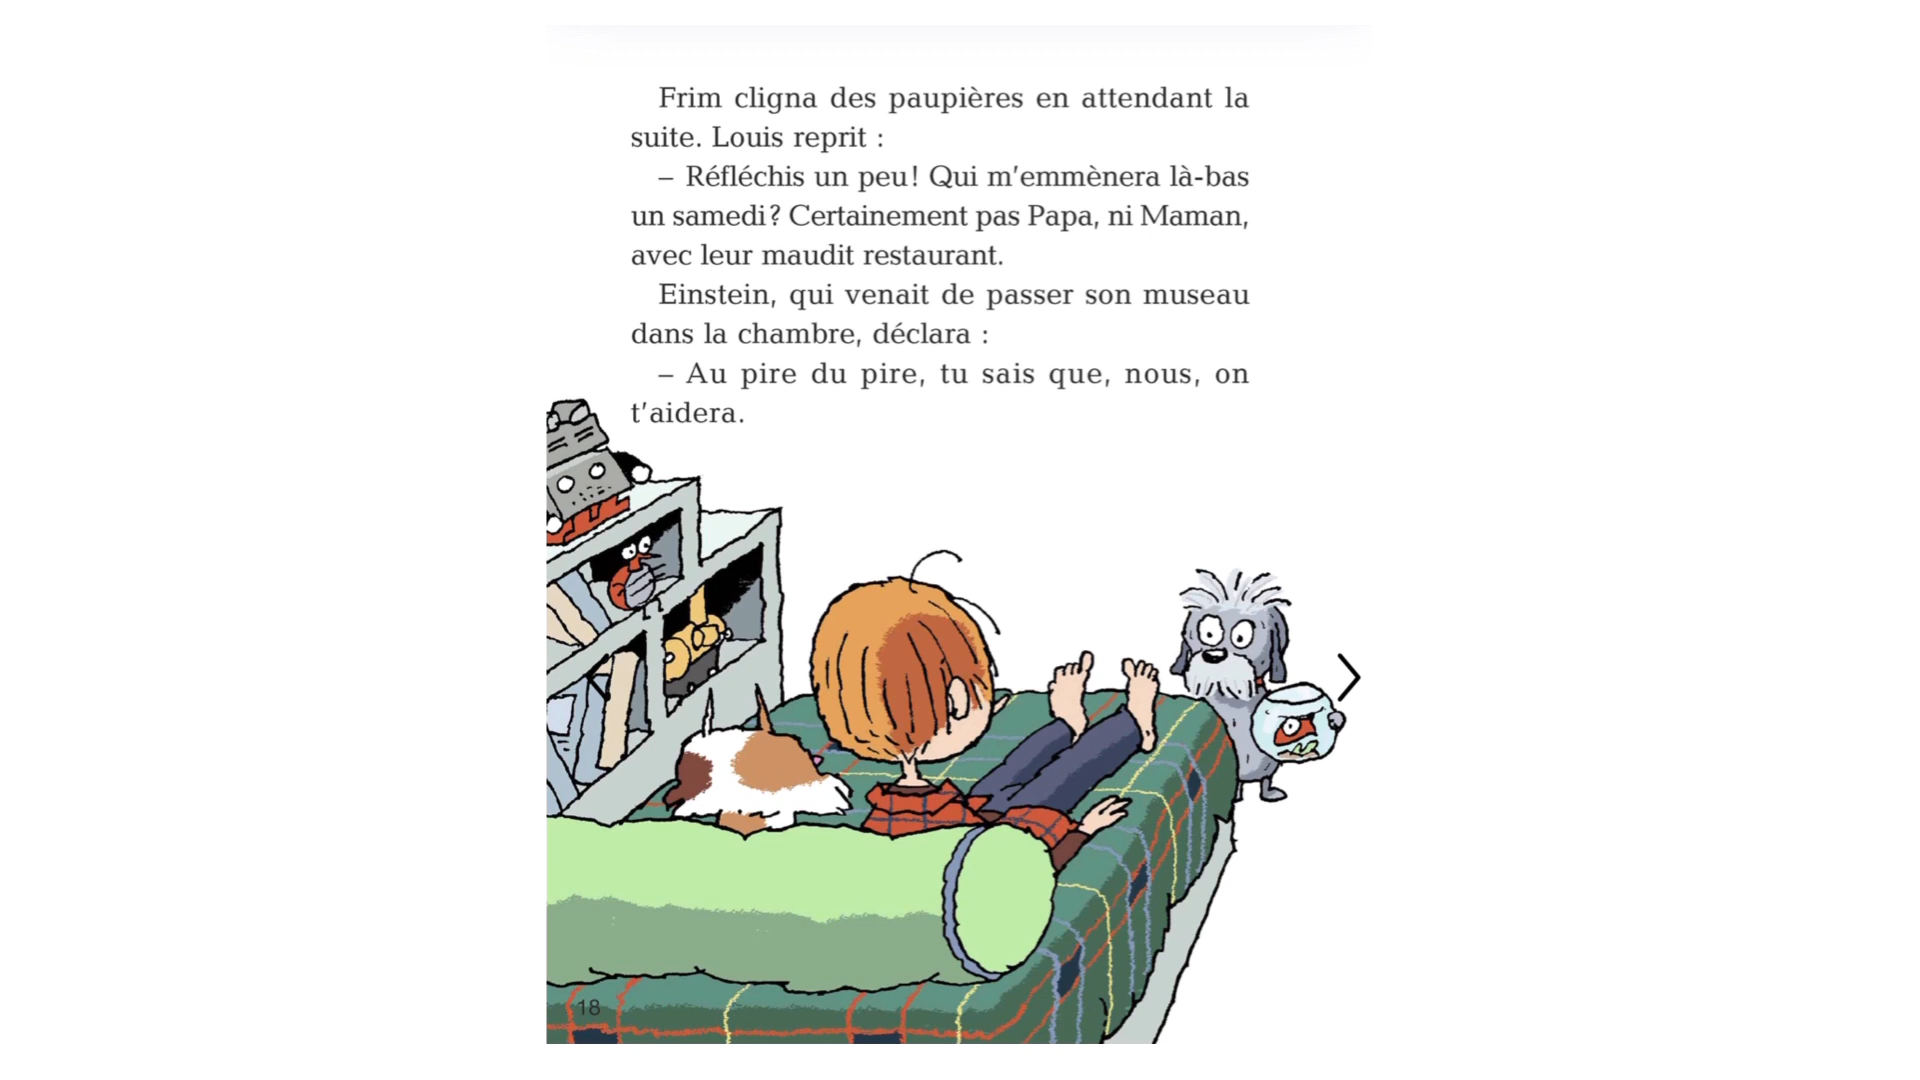 Frim cligna des paupières en attendant la
suite. Louis reprit :
– Réfléchis un peu! Qui m’emmènera là-bas
un samedi? Certainement pas Papa, ni Maman,
avec leur maudit restaurant.
Einstein, qui venait de passer son museau
dans la chambre, déclara :
– Au pire du pire, tu sais que, nous, on
t’aidera.
18